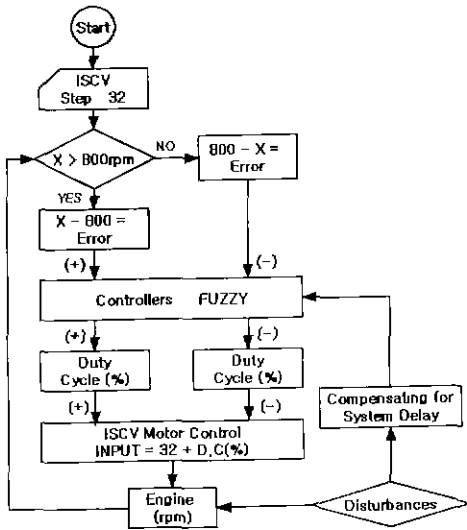 Start
ISCV
Step 32
X > 800rpm
NO
800 - X =
Error
YES
X - 800 =
Error
(+)
(-)
Controllers FUZZY
(+)
(-)
Duty
Cycle (%)
Duty
Cycle (%)
(+)
(-)
Compensating for
System Delay
ISCV Motor Control
INPUT = 32 + D,C(%)
Engine
(rpm)
Disturbances